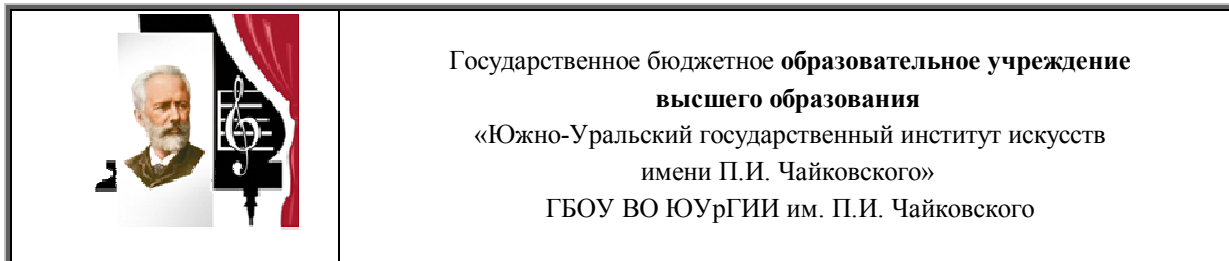 Государственное бюджетное образовательное учреждение
высшего образования
«Южно-Уральский государственный институт искусств
имени П.И. Чайковского»
ГБОУ ВО ЮУрГИИ им. П.И. Чайковского